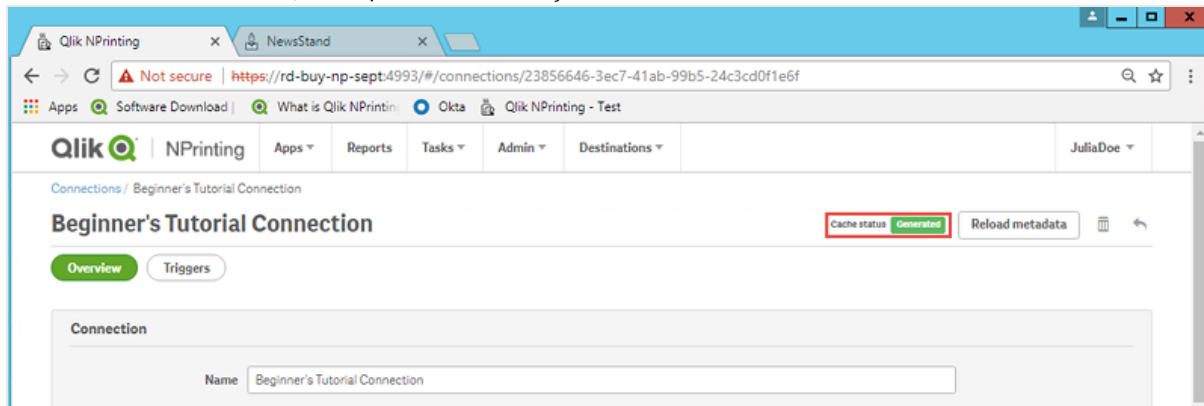 Qlik NPrinting
NewsStand
Not secure | https://rd-buy-np-sept:4993/#/connections/23856646-3ec7-41ab-99b5-24c3cd0f1e6f
Apps Software Download | What is Qlik NPrinting Okta Qlik NPrinting - Test
Qlik NPrinting Apps Reports Tasks Admin Destinations JuliaDoe
Connections / Beginner's Tutorial Connection
Beginner's Tutorial Connection Cache status Generated Reload metadata
Overview Triggers
Connection
Name Beginner's Tutorial Connection